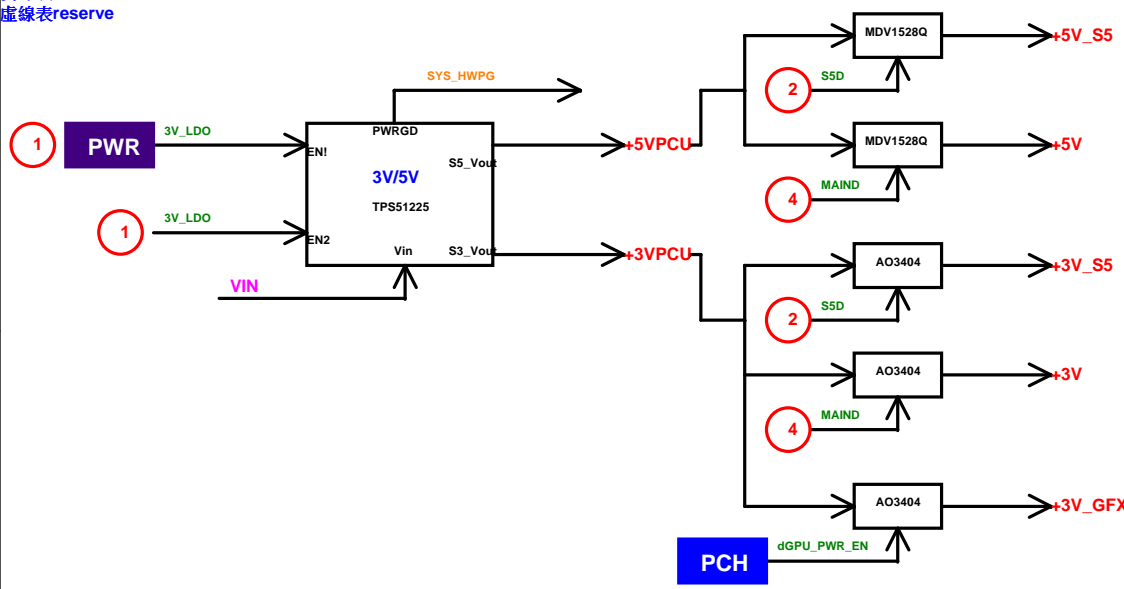 虛線表reserve
MDV1528Q
+5V_S5
SYS_HWPG
2
S5D
1
PWR
3V_LDO
PWRGD
EN!
S5_Vout
3V/5V
TPS51225
+5VPCU
MDV1528Q
+5V
4
MAIND
1
3V_LDO
EN2
Vin
S3_Vout
+3VPCU
VIN
AO3404
+3V_S5
2
S5D
AO3404
+3V
4
MAIND
AO3404
+3V_GFX
PCH
dGPU_PWR_EN